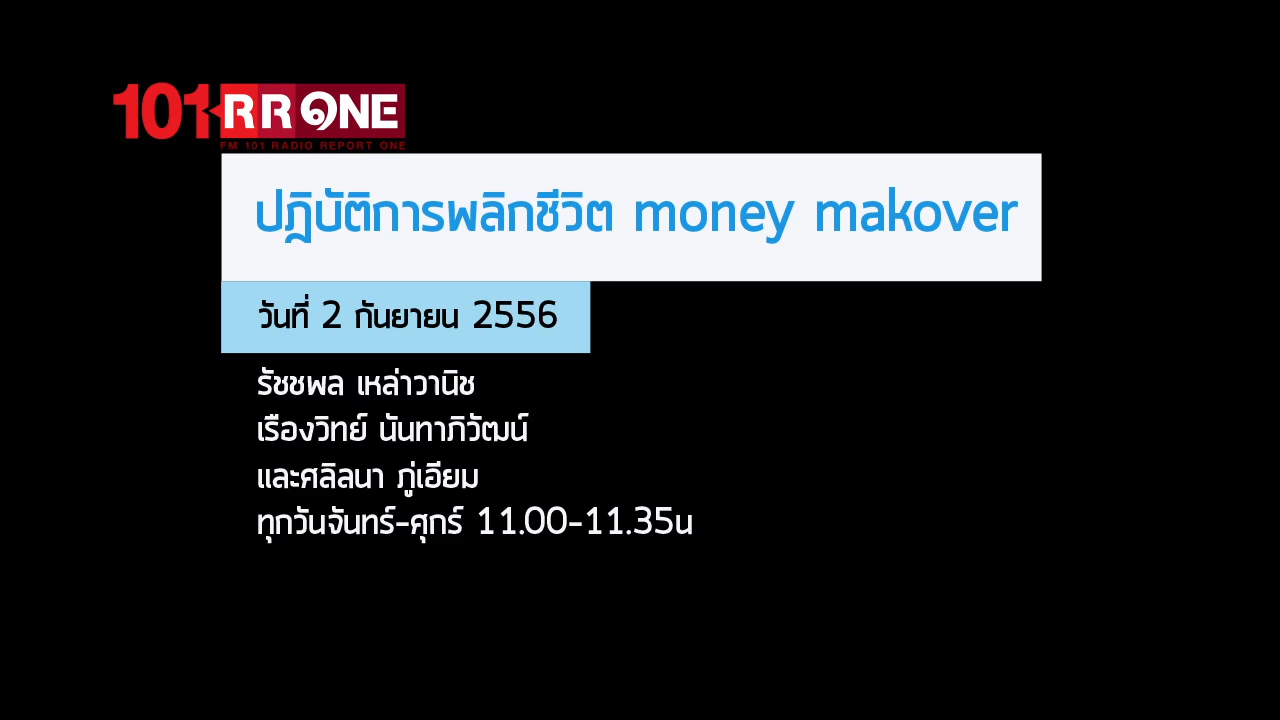 101 RR ONE
FM 101 RADIO REPORT ONE
ปฎิบัติการพลิกชีวิต money makover
วันที่ 2 กันยายน 2556
รัชชพล เหล่าวานิช
เรืองวิทย์ นันทาภิวัฒน์
และศลิลนา ภู่เอี่ยม
ทุกวันจันทร์-ศุกร์ 11.00-11.35น